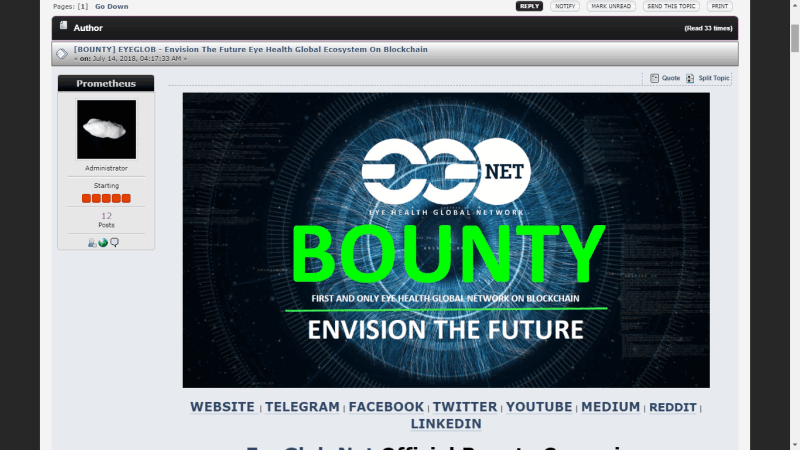 Pages: [1] Go Down
REPLY NOTIFY MARK UNREAD SEND THIS TOPIC PRINT
Author
(Read 33 times)
[BOUNTY] EYEGLOB - Envision The Future Eye Health Global Ecosystem On Blockchain
« on: July 14, 2018, 04:17:33 AM »
Prometheus
Quote Split Topic
Administrator
Starting
12
Posts
NET
EYE HEALTH GLOBAL NETWORK
BOUNTY
FIRST AND ONLY EYE HEALTH GLOBAL NETWORK ON BLOCKCHAIN
ENVISION THE FUTURE
WEBSITE | TELEGRAM | FACEBOOK | TWITTER | YOUTUBE | MEDIUM | REDDIT |
LINKEDIN